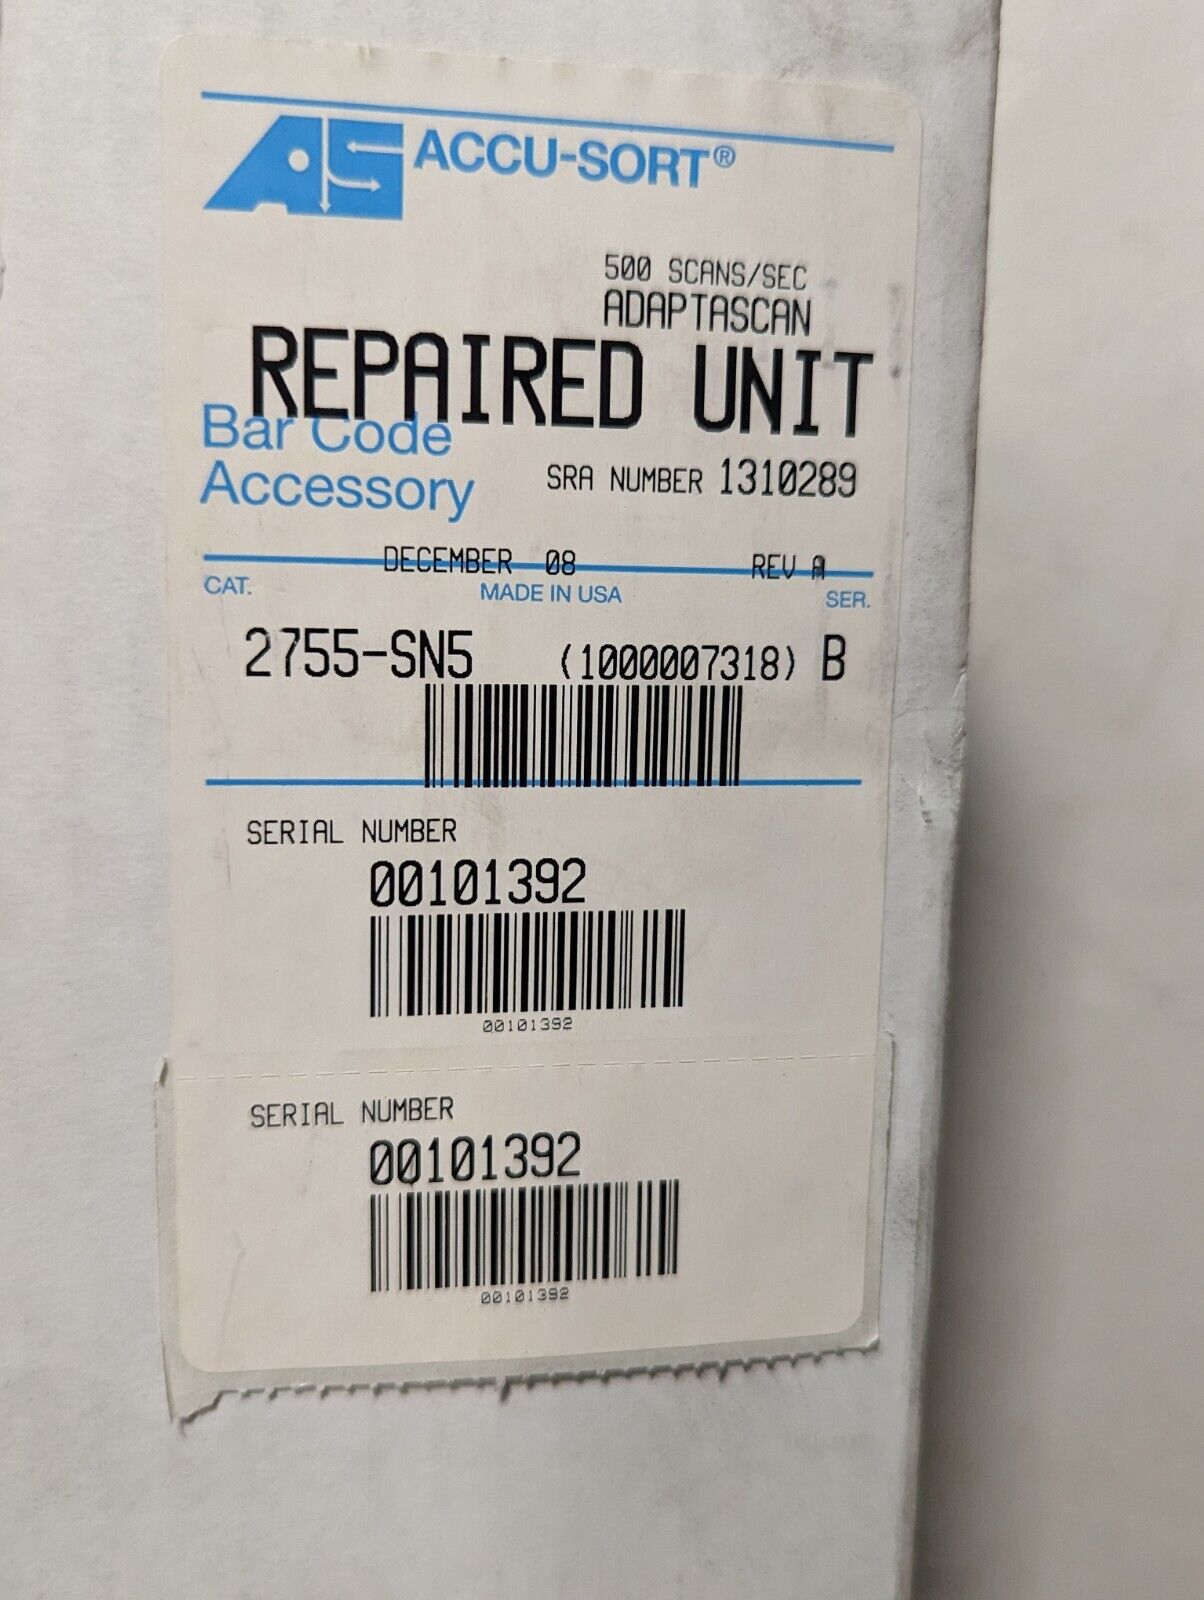 AS ACCU-SORT®
500 SCANS/SEC
ADAPTASCAN
REPAIRED UNIT
Bar Code
Accessory
SRA NUMBER 1310289
DECEMBER 08 REV A
CAT. MADE IN USA SER.
2755-SN5 (1000007318) B
SERIAL NUMBER
00101392
00101392
SERIAL NUMBER
00101392
00101392